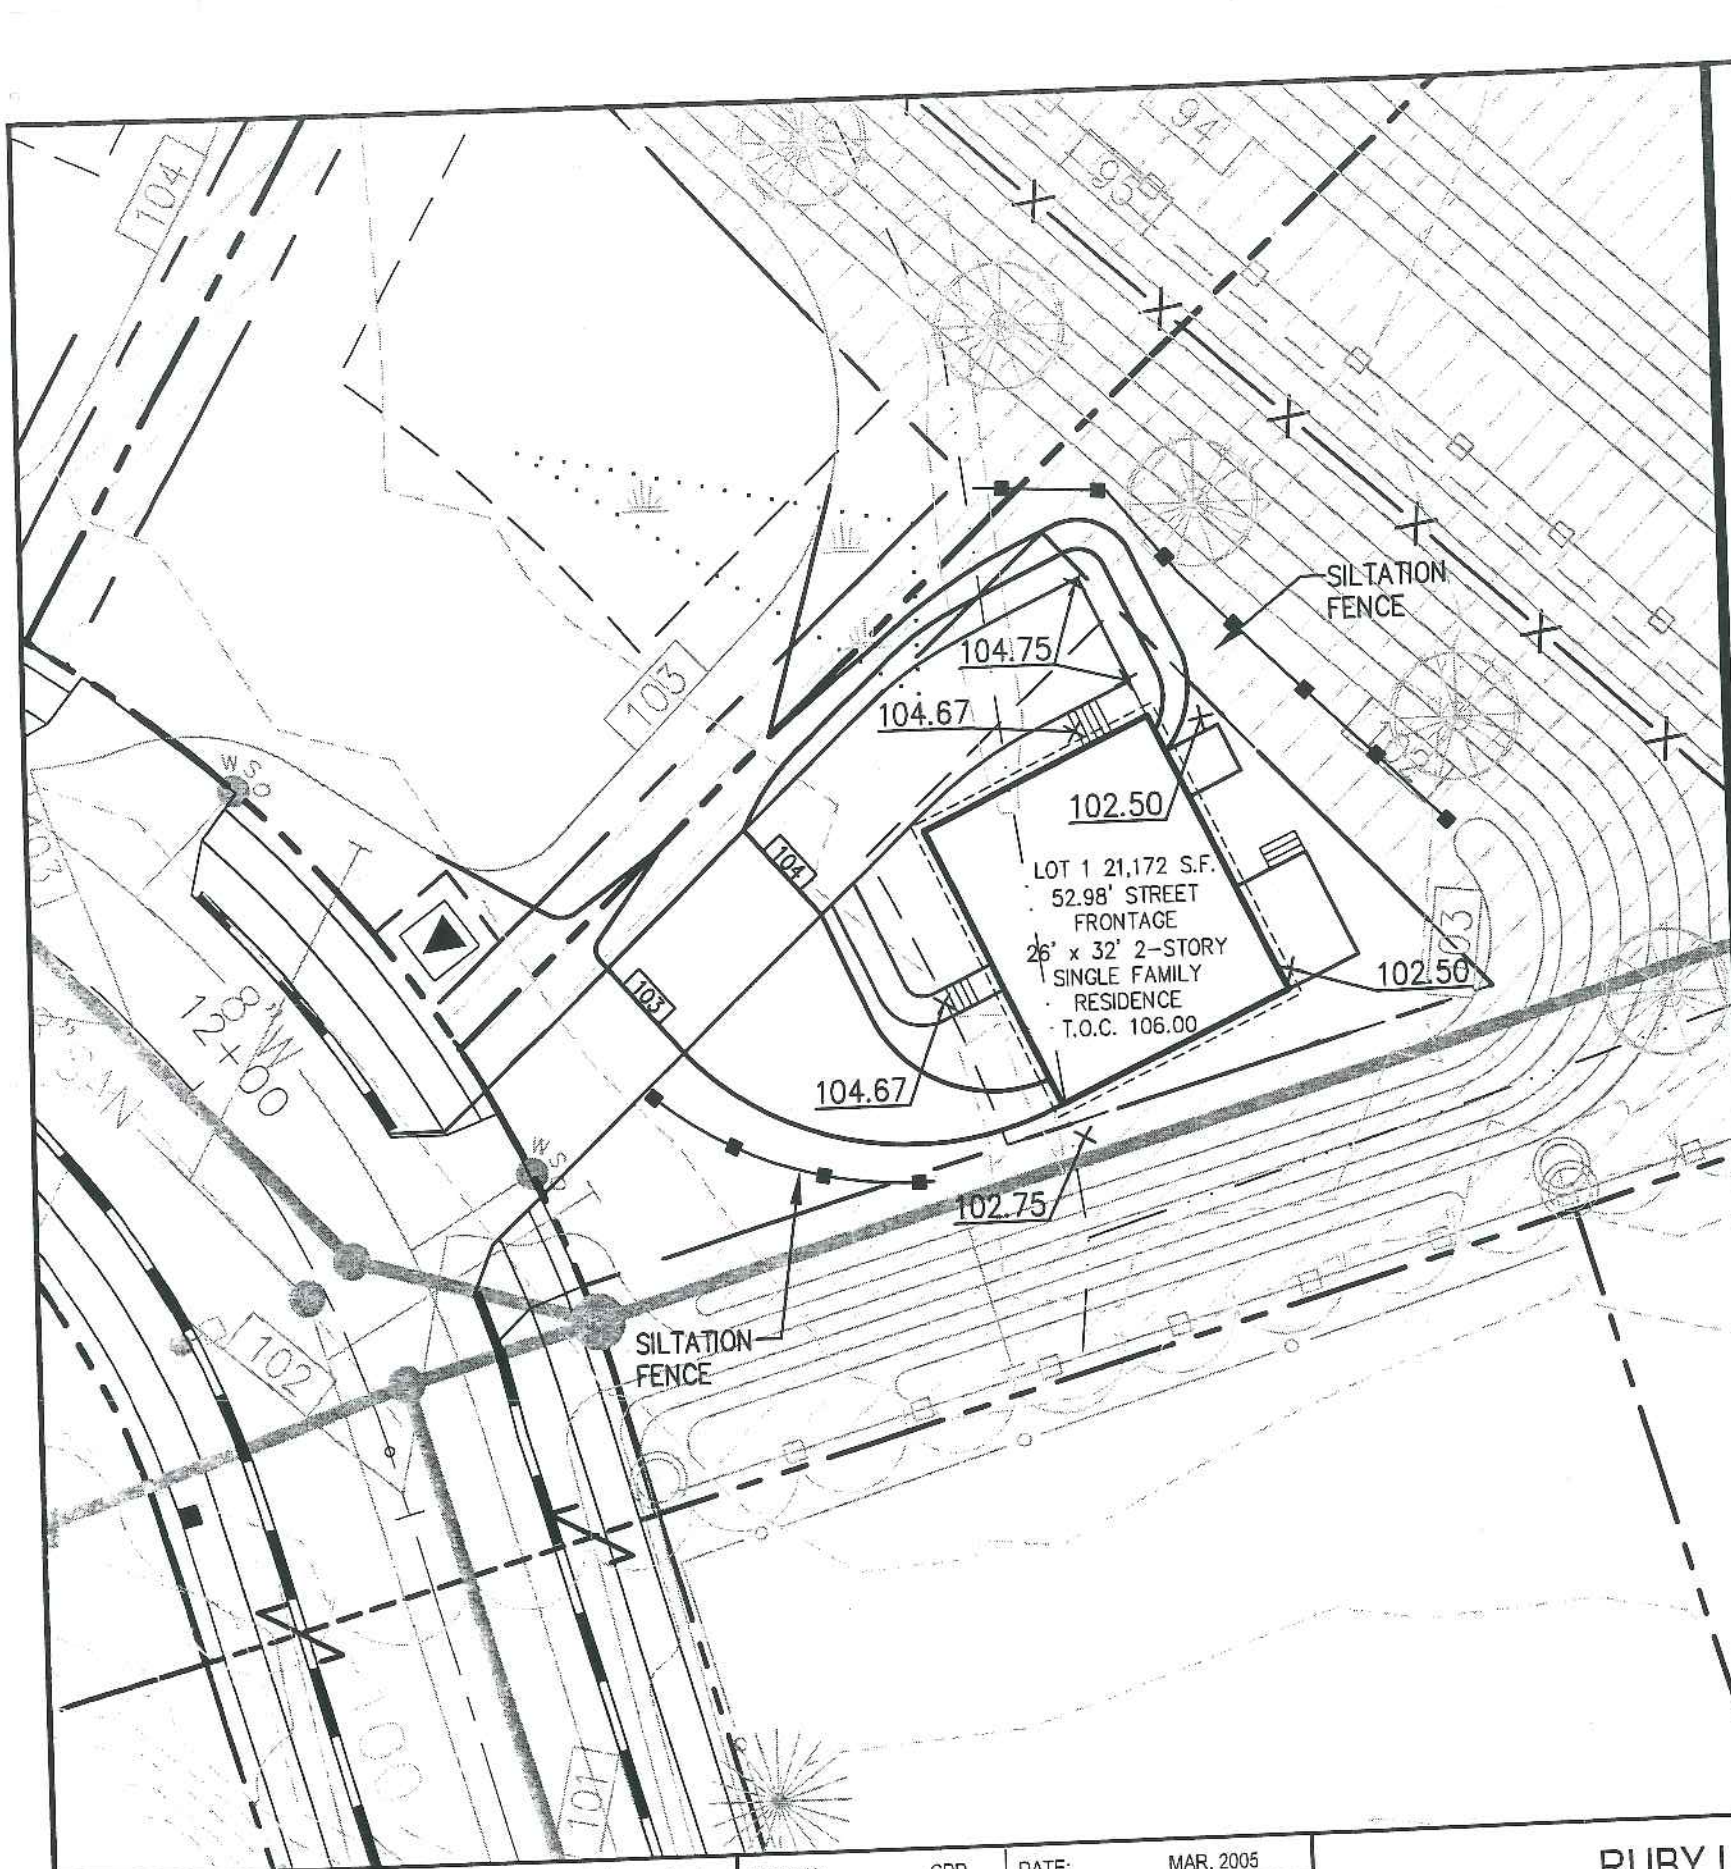 94
95
104
SILTATION
FENCE
104.75
103
104.67
W S O
102.50
104
LOT 1 21,172 S.F.
52.98' STREET
FRONTAGE
26' x 32' 2-STORY
SINGLE FAMILY
RESIDENCE
T.O.C. 106.00
103
103
102.50
103
8"W
12+00
104.67
W S O
102.75
SILTATION
FENCE
102
100
101
DATE:
MAR. 2005